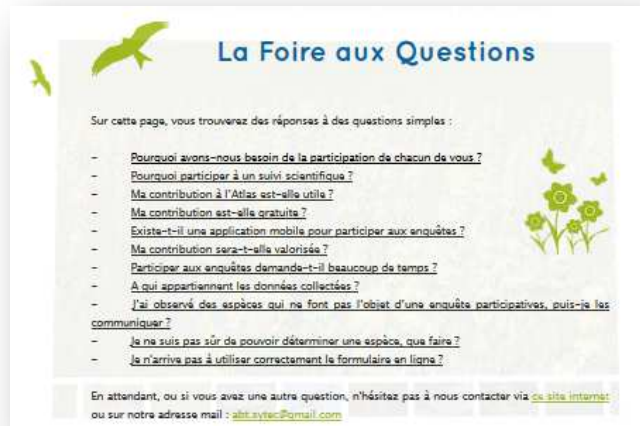 La Foire aux Questions
Sur cette page, vous trouverez des réponses à des questions simples :
- Pourquoi avons-nous besoin de la participation de chacun de vous ?
- Pourquoi participer à un suivi scientifique ?
- Ma contribution à l'Atlas est-elle utile ?
- Ma contribution est-elle gratuite ?
- Existe-t-il une application mobile pour participer aux enquêtes ?
- Ma contribution sera-t-elle valorisée ?
- Participer aux enquêtes demande-t-il beaucoup de temps ?
- A qui appartiennent les données collectées ?
- J'ai observé des espèces qui ne font pas l'objet d'une enquête participatives, puis-je les
communiquer ?
- Je ne suis pas sûr de pouvoir déterminer une espèce, que faire ?
- Je n'arrive pas à utiliser correctement le formulaire en ligne ?
En attendant, ou si vous avez une autre question, n'hésitez pas à nous contacter via ce site internet
ou sur notre adresse mail : abt.sytec@gmail.com